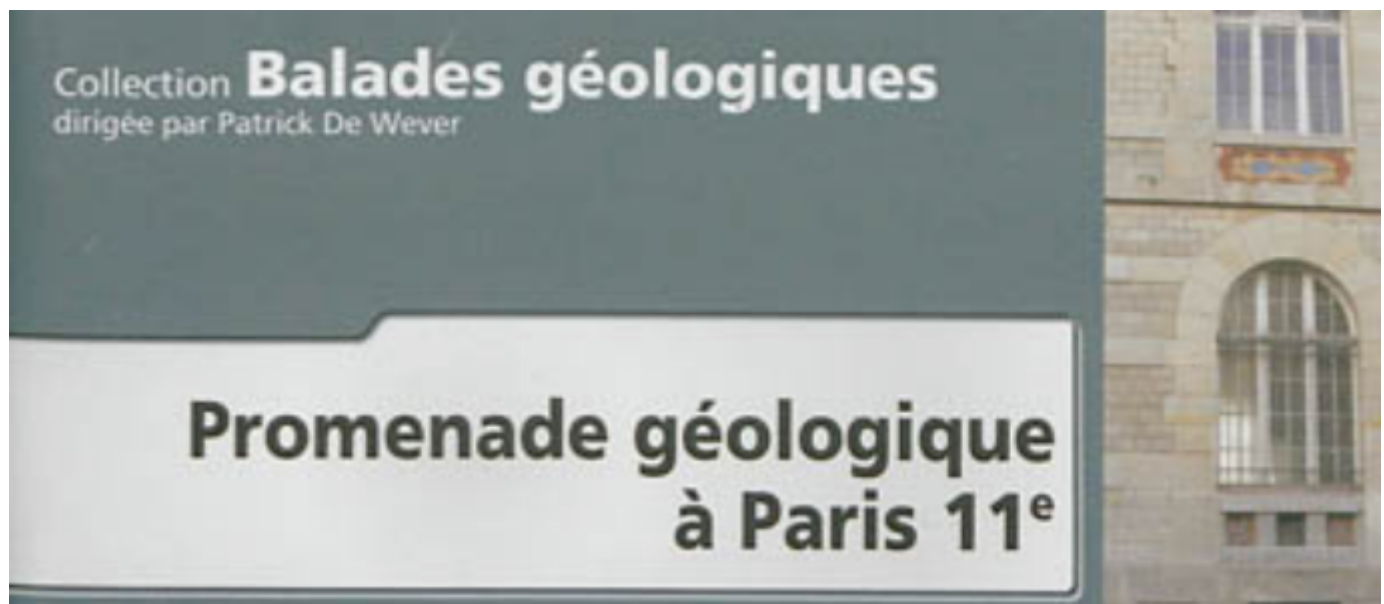 Collection Balades géologiques
dirigée par Patrick De Wever
Promenade géologique
à Paris 11e